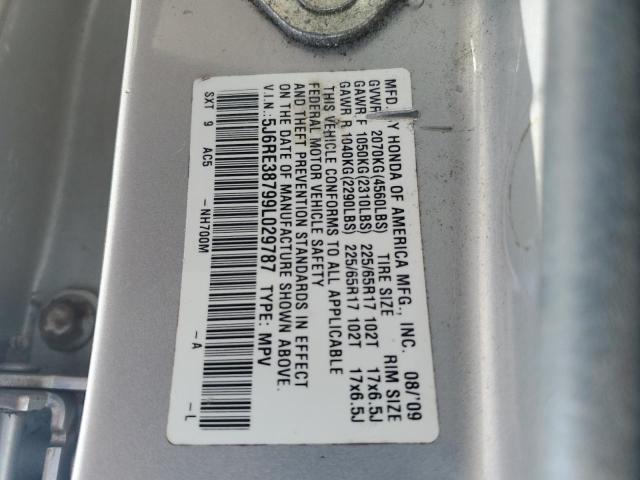 MFD. BY HONDA OF AMERICA MFG., INC. 08/'09
GVWR 2070KG(4560LBS) TIRE SIZE RIM SIZE
GAWR F 1050KG(2310LBS) 225/65R17 102T 17x6.5J
GAWR R 1040KG(2290LBS) 225/65R17 102T 17x6.5J
THIS VEHICLE CONFORMS TO ALL APPLICABLE
FEDERAL MOTOR VEHICLE SAFETY
AND THEFT PREVENTION STANDARDS IN EFFECT
ON THE DATE OF MANUFACTURE SHOWN ABOVE.
V.I.N.: 5J6RE38799L029787 TYPE: MPV
SXT 9 AC5 -NH700M -A -L